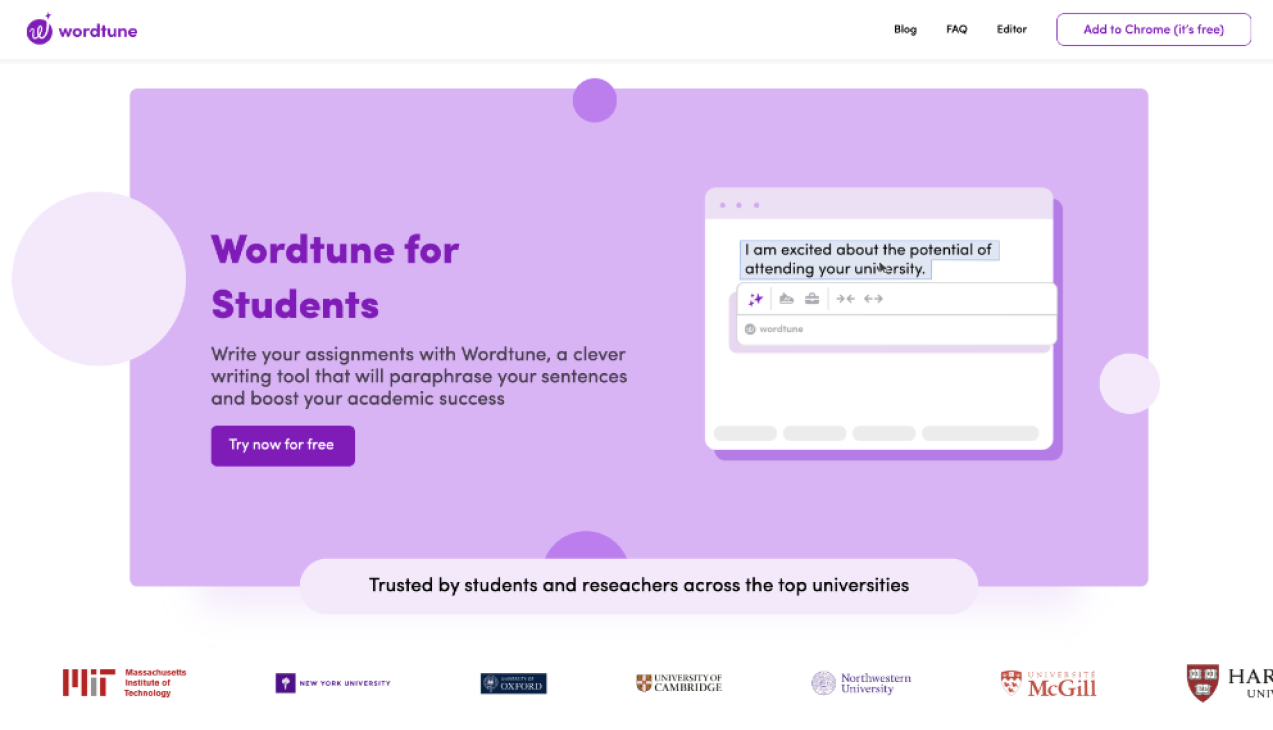 wordtune
Blog
FAQ
Editor
Add to Chrome (it's free)
Wordtune for
Students
Write your assignments with Wordtune, a clever
writing tool that will paraphrase your sentences
and boost your academic success
Try now for free
I am excited about the potential of
attending your university.
wordtune
Trusted by students and reseachers across the top universities
MIT
Massachusetts
Institute of
Technology
NEW YORK UNIVERSITY
UNIVERSITY OF
OXFORD
UNIVERSITY OF
CAMBRIDGE
Northwestern
University
UNIVERSITÉ
McGill
HAR
UNIV